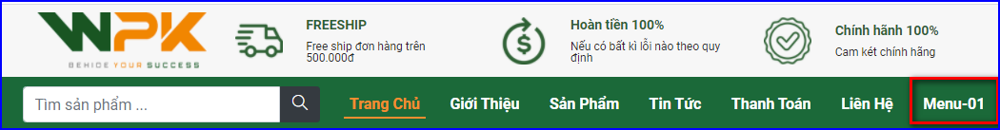 WPK
BEHIDE YOUR SUCCESS
FREESHIP
Free ship đơn hàng trên
500.000đ
Hoàn tiền 100%
Nếu có bất kì lỗi nào theo quy
định
Chính hãnh 100%
Cam két chính hãng
Tìm sản phẩm ...
Trang Chủ Giới Thiệu Sản Phẩm Tin Tức Thanh Toán Liên Hệ Menu-01